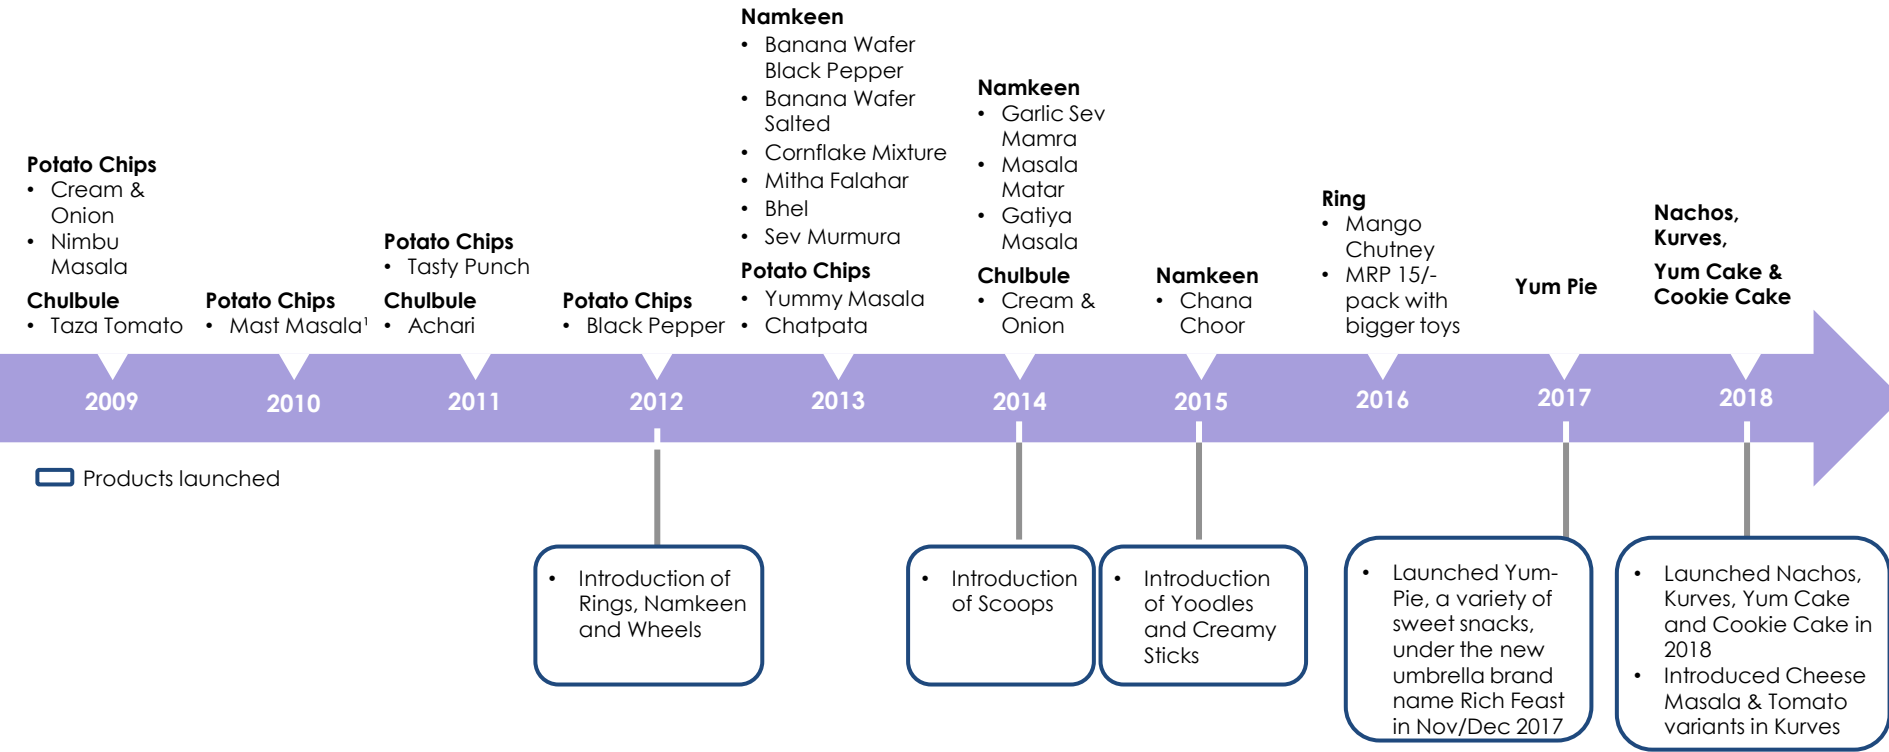 Potato Chips
• Cream &
Onion
• Nimbu
Masala
Chulbule
• Taza Tomato
Potato Chips
• Mast Masala¹
Potato Chips
• Tasty Punch
Chulbule
• Achari
Potato Chips
• Black Pepper
Namkeen
• Banana Wafer
Black Pepper
• Banana Wafer
Salted
• Cornflake Mixture
• Mitha Falahar
• Bhel
• Sev Murmura
Potato Chips
• Yummy Masala
• Chatpata
Namkeen
• Garlic Sev
Mamra
• Masala
Matar
• Gatiya
Masala
Chulbule
• Cream &
Onion
Namkeen
• Chana
Choor
Ring
• Mango
Chutney
• MRP 15/-
pack with
bigger toys
Yum Pie
Nachos,
Kurves,
Yum Cake &
Cookie Cake
2009
2010
2011
2012
2013
2014
2015
2016
2017
2018
Products launched
• Introduction of
Rings, Namkeen
and Wheels
• Introduction
of Scoops
• Introduction
of Yoodles
and Creamy
Sticks
• Launched Yum-
Pie, a variety of
sweet snacks,
under the new
umbrella brand
name Rich Feast
in Nov/Dec 2017
• Launched Nachos,
Kurves, Yum Cake
and Cookie Cake in
2018
• Introduced Cheese
Masala & Tomato
variants in Kurves